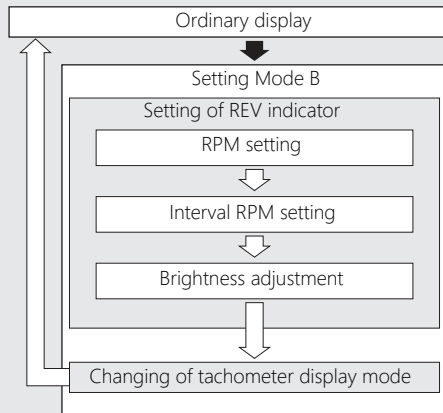 Ordinary display
Setting Mode B
Setting of REV indicator
RPM setting
Interval RPM setting
Brightness adjustment
Changing of tachometer display mode